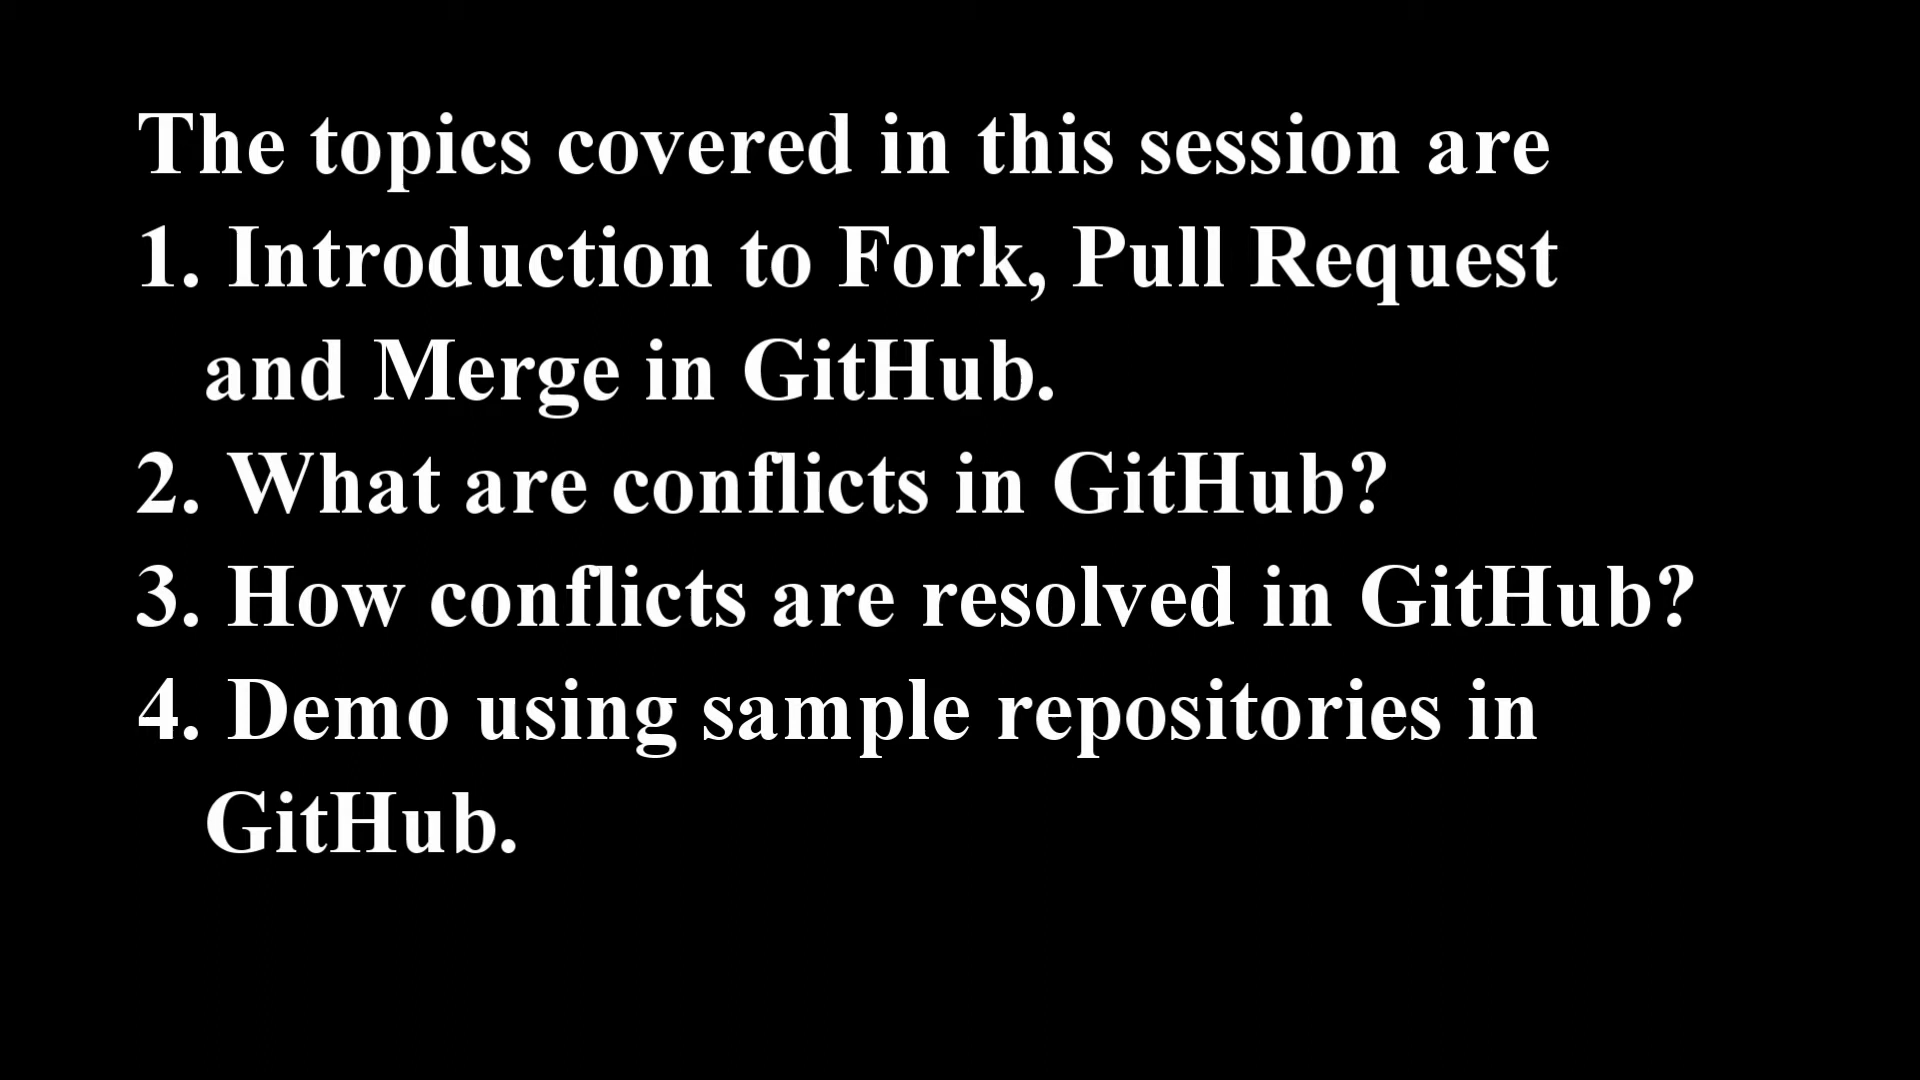 The topics covered in this session are
1. Introduction to Fork, Pull Request
and Merge in GitHub.
2. What are conflicts in GitHub?
3. How conflicts are resolved in GitHub?
4. Demo using sample repositories in
GitHub.